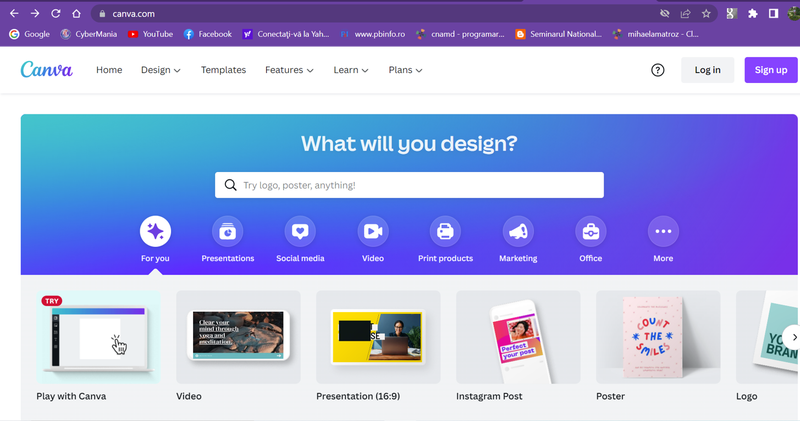 canva.com
Google CyberMania YouTube Facebook Conectaţi-vă la Yah... www.pbinfo.ro cnamd - programar... Seminarul National... mihaelamatroz - Cl...
Canva Home Design Templates Features Learn Plans ? Log in Sign up
What will you design?
Try logo, poster, anything!
For you Presentations Social media Video Print products Marketing Office More
TRY
Clear your
mind through
yoga and
meditation.
Perfect
your post
COUNT
THE
SMILES
YO
BRAN
Play with Canva Video Presentation (16:9) Instagram Post Poster Logo